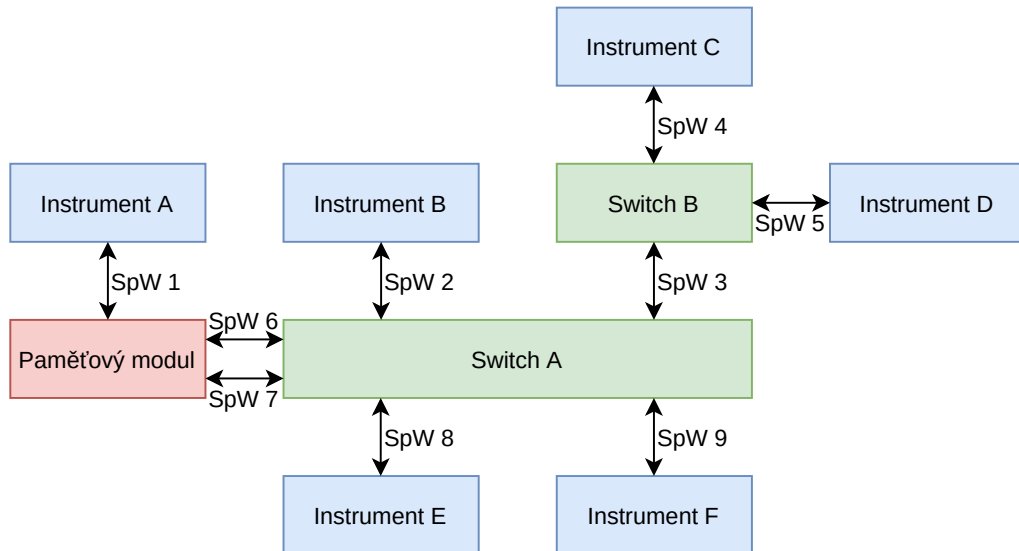 Instrument C
SpW 4
Instrument A
Instrument B
Switch B
SpW 5
Instrument D
SpW 1
SpW 2
SpW 3
Paměťový modul
SpW 6
SpW 7
Switch A
SpW 8
SpW 9
Instrument E
Instrument F